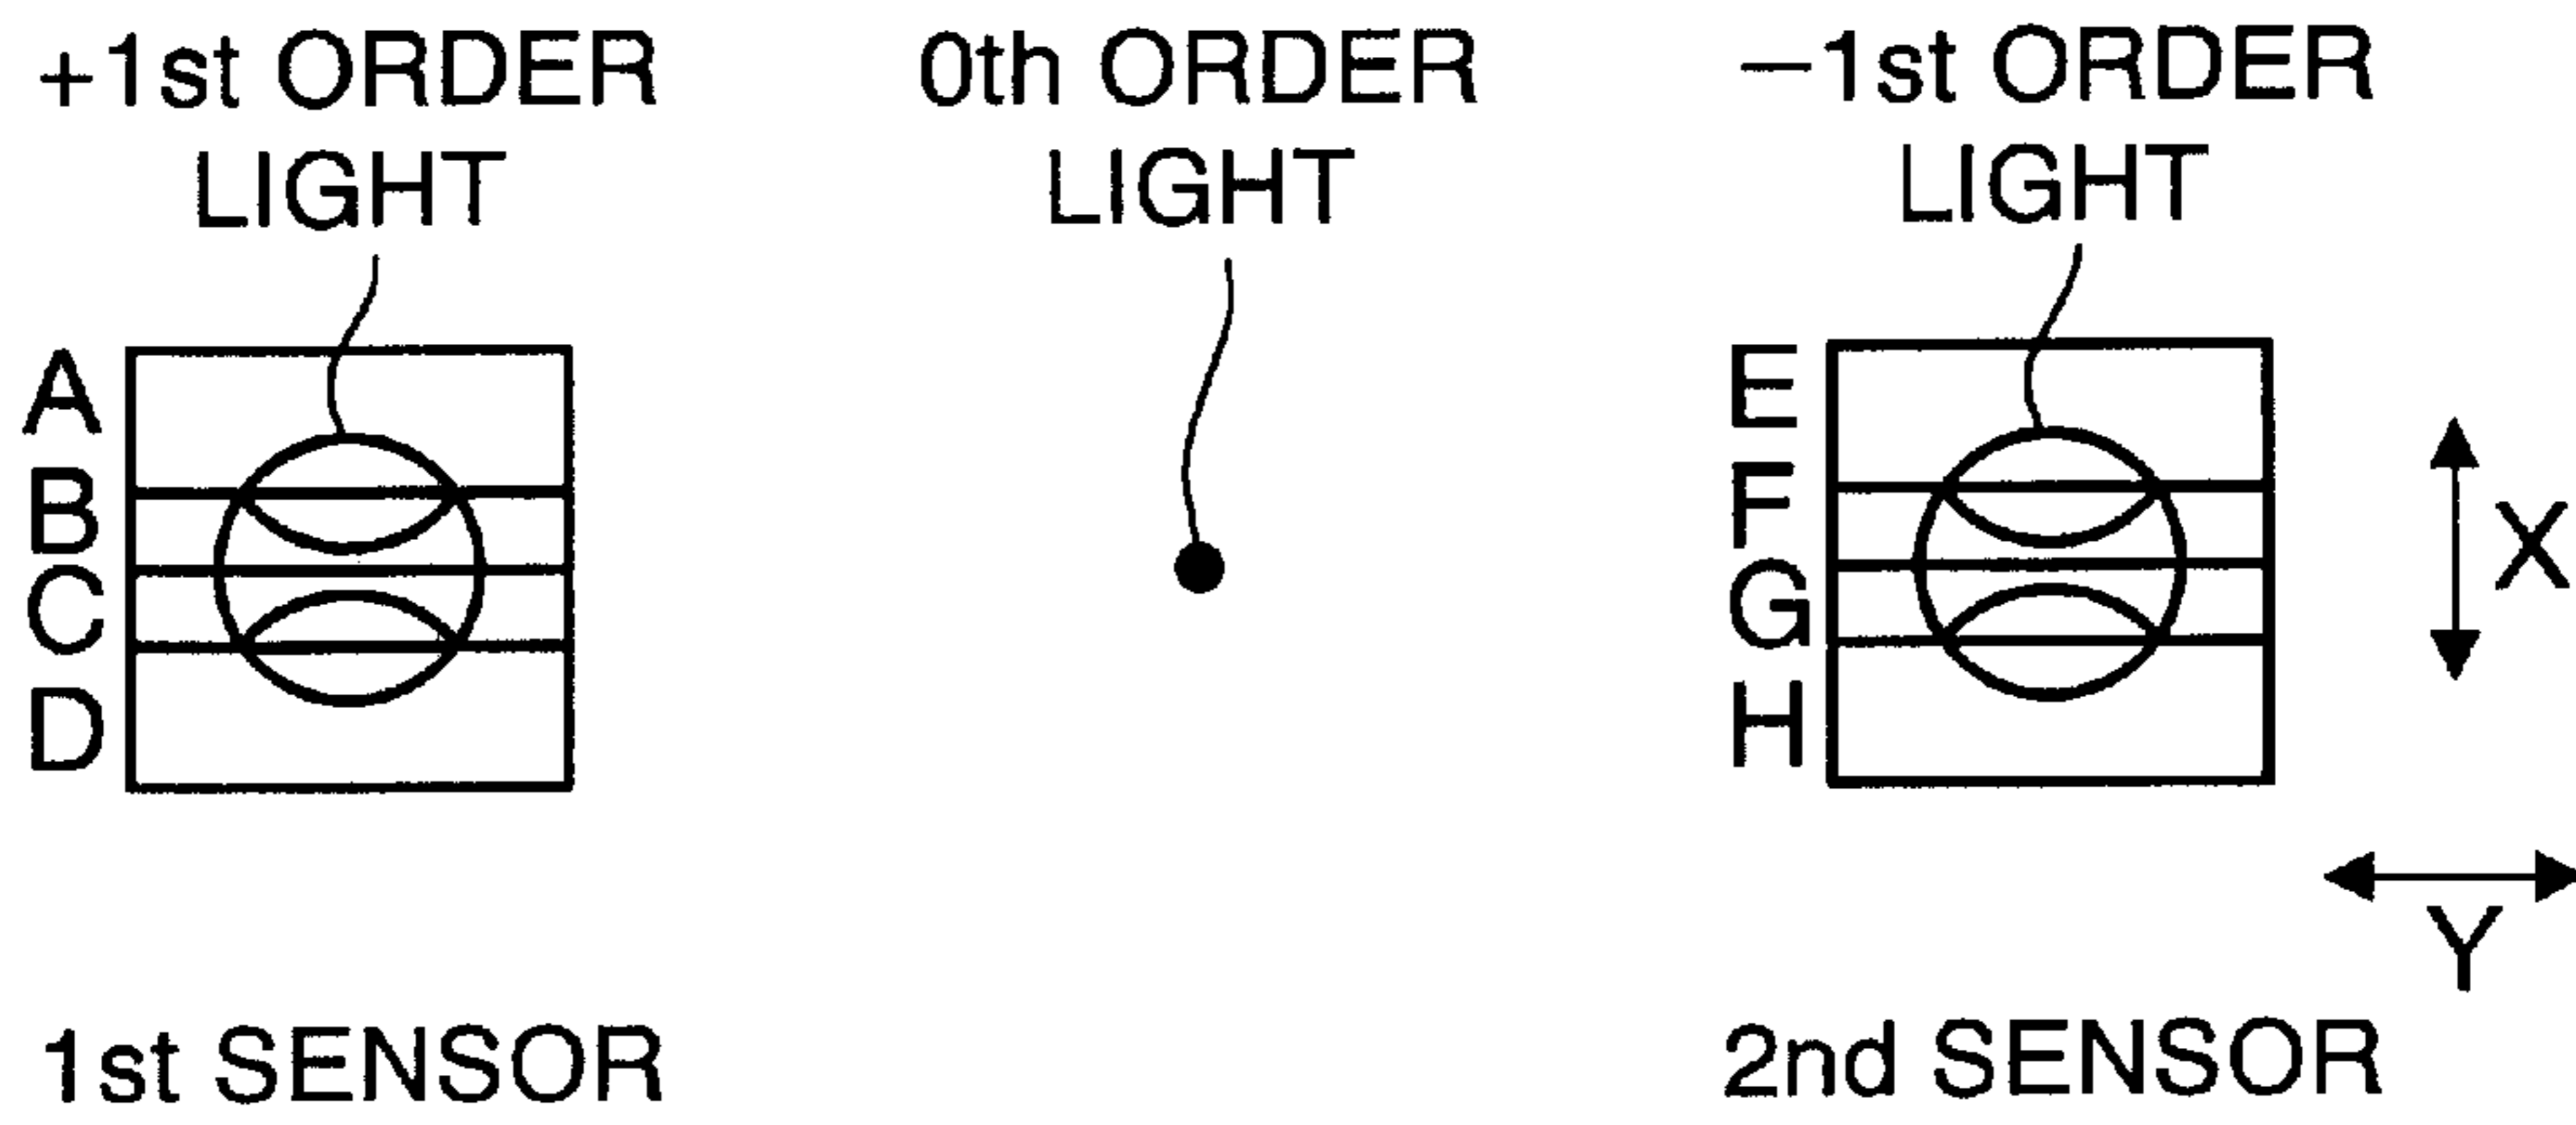 +1st ORDER
LIGHT
0th ORDER
LIGHT
—1st ORDER
LIGHT
A
B
C
D
E
F
G
H
X
Y
1st SENSOR
2nd SENSOR